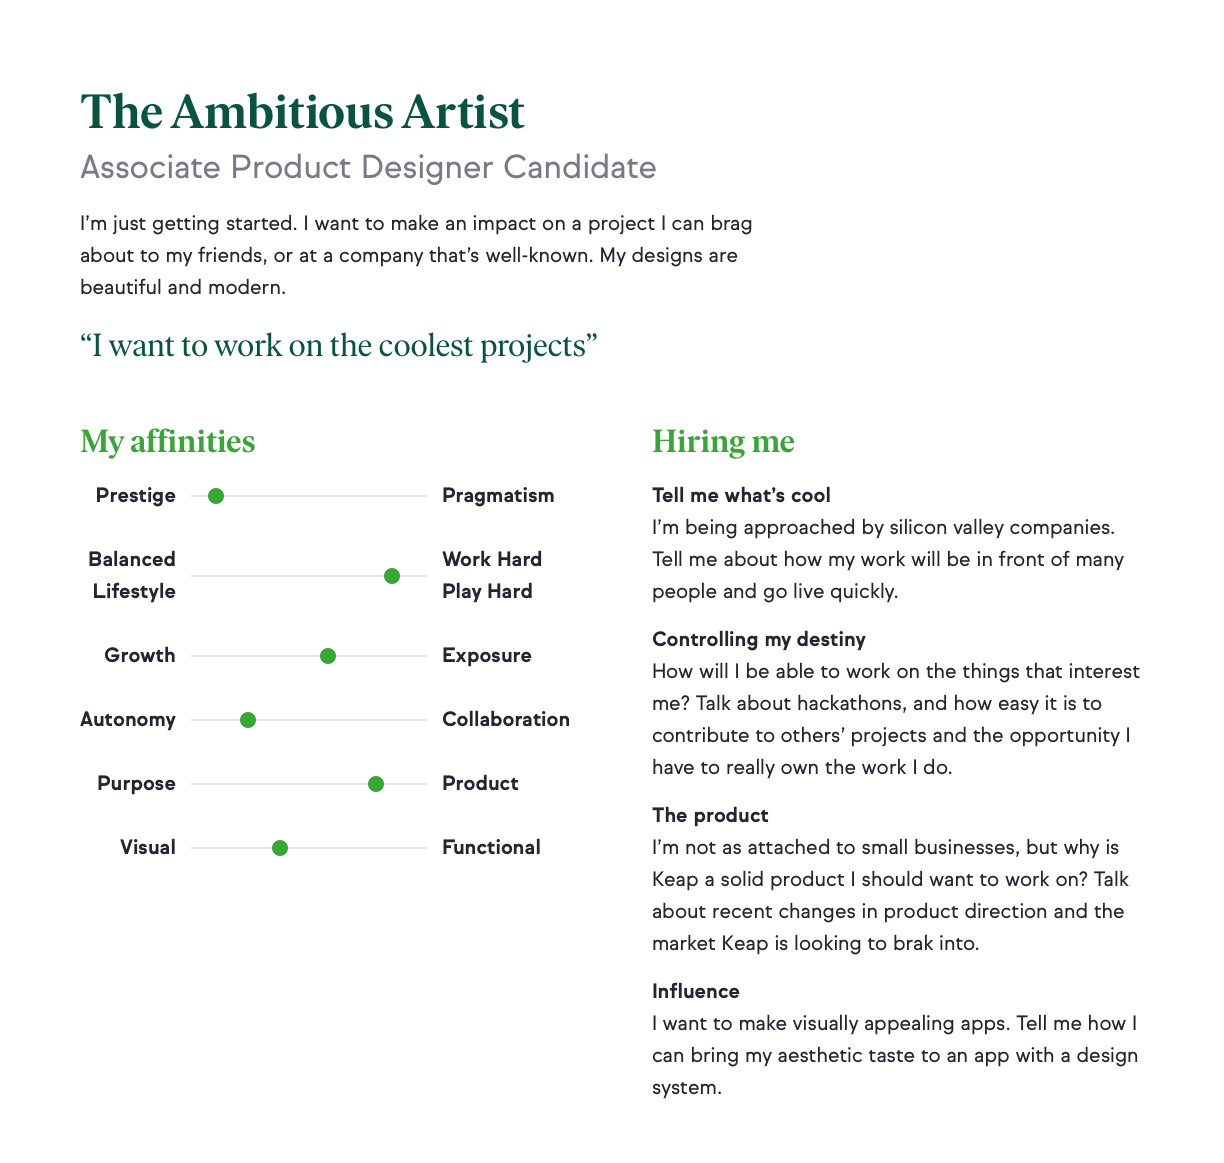 The Ambitious Artist
Associate Product Designer Candidate
I’m just getting started. I want to make an impact on a project I can brag
about to my friends, or at a company that’s well-known. My designs are
beautiful and modern.
“I want to work on the coolest projects”
My affinities
Prestige
Pragmatism
Balanced
Lifestyle
Work Hard
Play Hard
Growth
Exposure
Autonomy
Collaboration
Purpose
Product
Visual
Functional
Hiring me
Tell me what’s cool
I’m being approached by silicon valley companies.
Tell me about how my work will be in front of many
people and go live quickly.
Controlling my destiny
How will I be able to work on the things that interest
me? Talk about hackathons, and how easy it is to
contribute to others’ projects and the opportunity I
have to really own the work I do.
The product
I’m not as attached to small businesses, but why is
Keap a solid product I should want to work on? Talk
about recent changes in product direction and the
market Keap is looking to brak into.
Influence
I want to make visually appealing apps. Tell me how I
can bring my aesthetic taste to an app with a design
system.